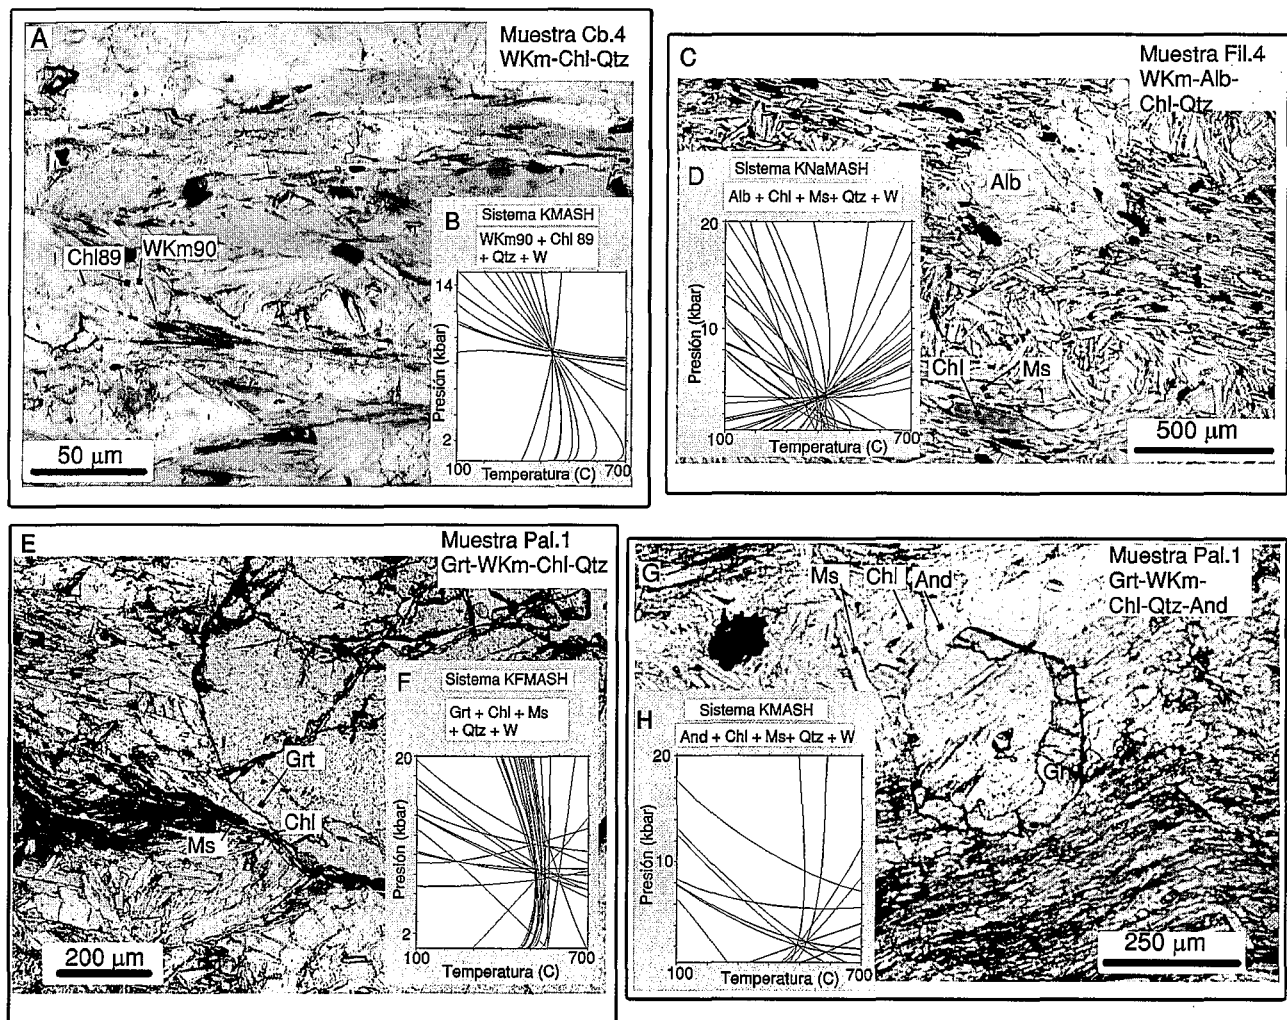 A
Muestra Cb.4
WKm-Chl-Qtz
Chl89
WKm90
50 µm
B
Sistema KMASH
WKm90 + Chl 89
+ Qtz + W
14
Presión (kbar)
2
100
Temperatura (C)
700
C
Muestra Fil.4
WKm-Alb-
Chl-Qtz
Alb
Chl
Ms
500 µm
D
Sistema KNaMASH
Alb + Chl + Ms+ Qtz + W
20
Presión (kbar)
10
100
Temperatura (C)
700
E
Muestra Pal.1
Grt-WKm-Chl-Qtz
Grt
Chl
Ms
200 µm
F
Sistema KFMASH
Grt + Chl + Ms
+ Qtz + W
20
Presión (kbar)
2
100
Temperatura (C)
700
G
Muestra Pal.1
Grt-WKm-
Chl-Qtz-And
Ms
Chl
And
Grt
250 µm
H
Sistema KMASH
And + Chl + Ms+ Qtz + W
20
Presión (kbar)
10
100
Temperatura (C)
700